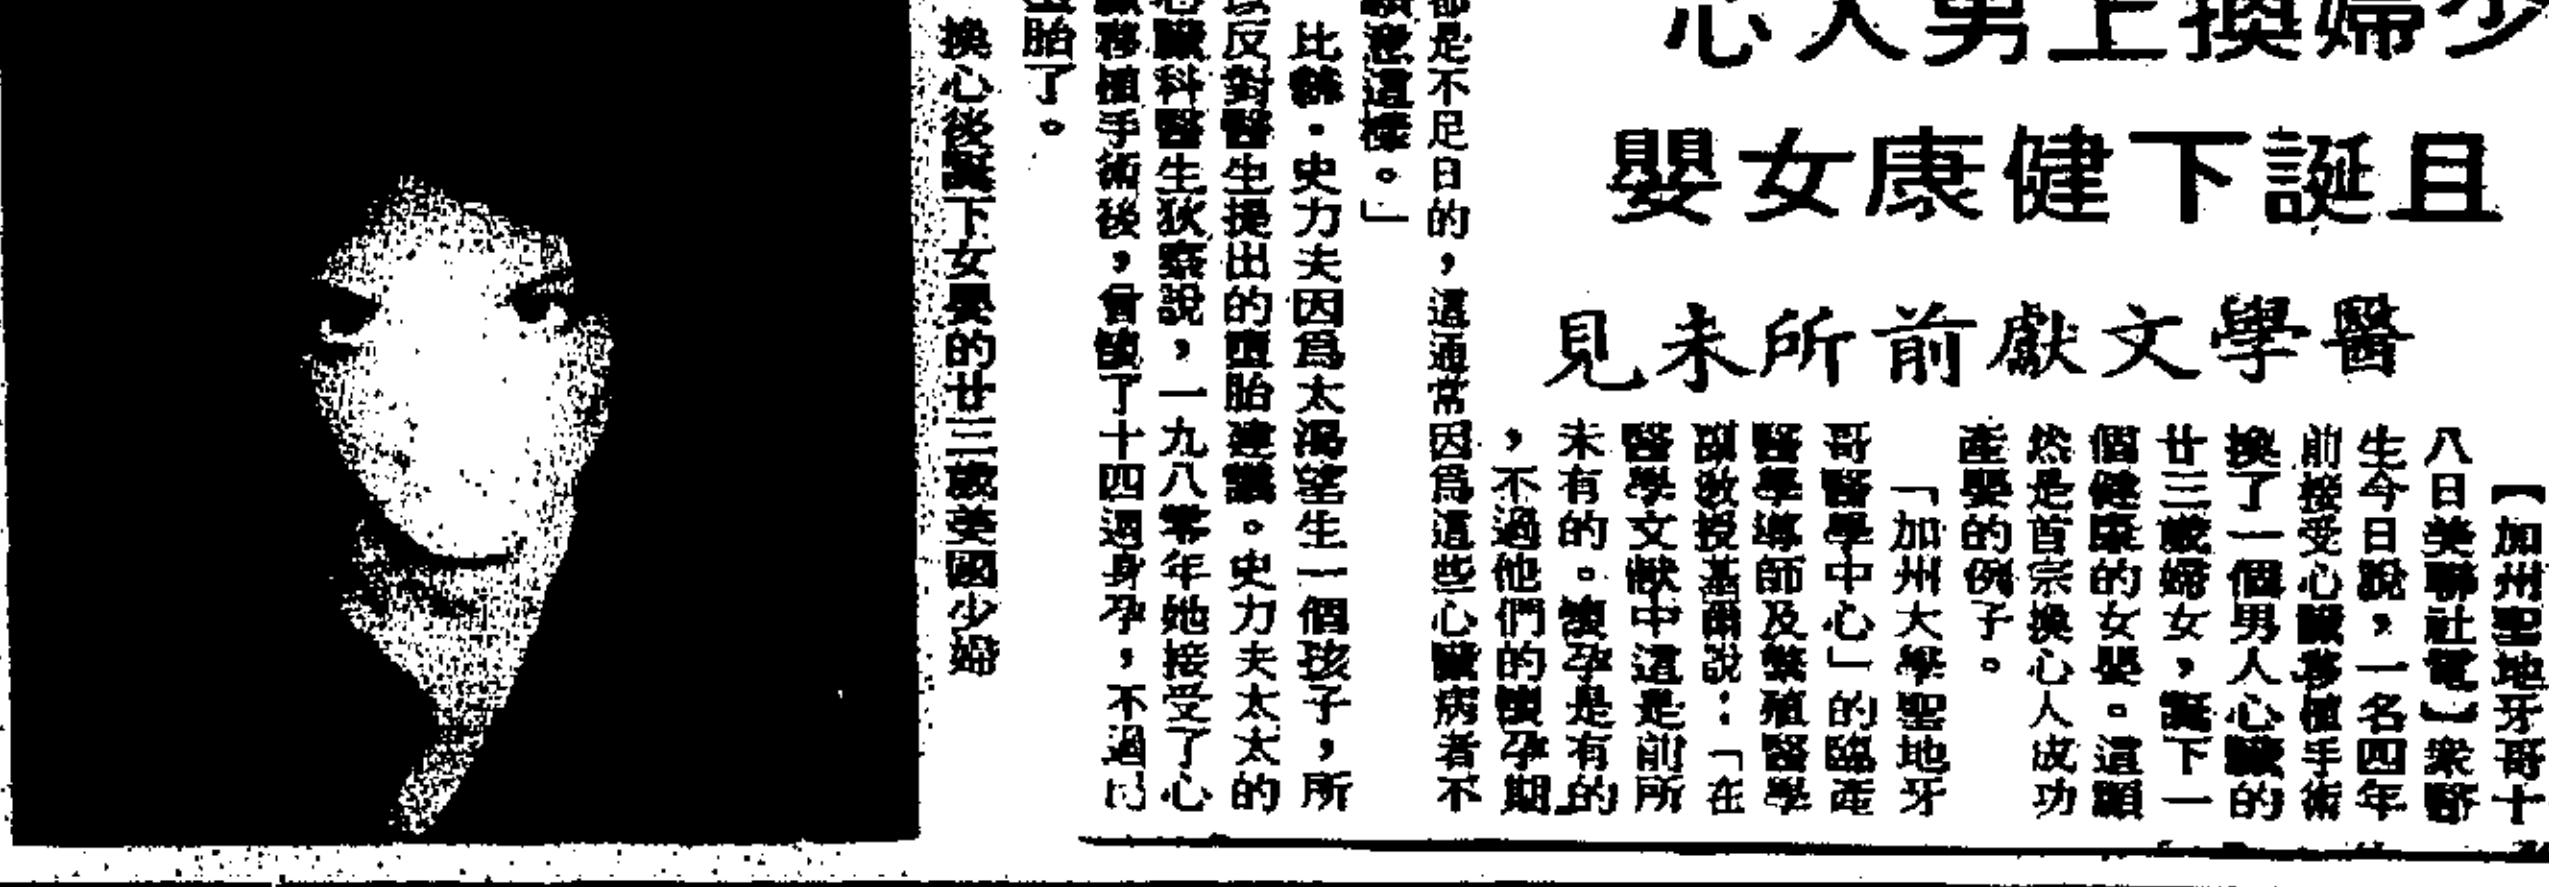 少婦換上男人心
且誕下健康女嬰
醫學文獻前所未見
【加州聖地牙哥十
八日美聯社電】衆醫
生今日說，一名四年
前接受心臟移植手術
換了一個男人心臟的
廿三歲婦女，誕下一
個健康的女嬰。這顯
然是首宗換心人成功
產嬰的例子。
「加州大學聖地牙
哥醫學中心」的臨產
醫學導師及繁殖醫學
副敎授基爾說：「在
醫學文獻中這是前所
未有的。懷孕是有的
，不過他們的懷孕期
都是不足日的，這通常因爲這些心臟病者不
這樣。」
比絲·史力夫因爲太渴望生一個孩子，所
反對醫生提出的墮胎建議。史力夫太太的
臟科醫生狄察說，一九八零年她接受了心
移植手術後，曾懷了十四週身孕，不過
胎了。
換心後誕下女嬰的廿三歲美國少婦